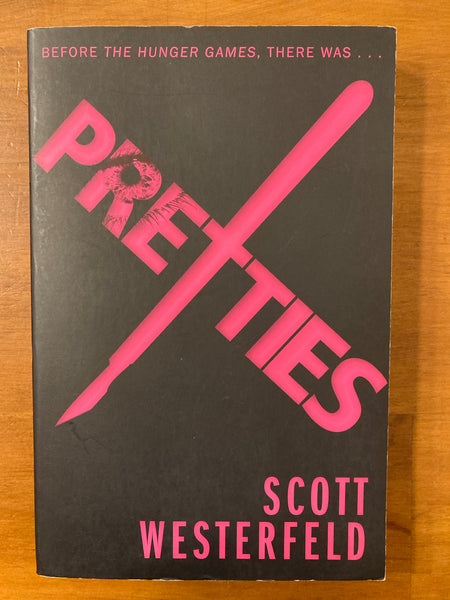 BEFORE THE HUNGER GAMES, THERE WAS . . .
PRETTIES
SCOTT
WESTERFELD